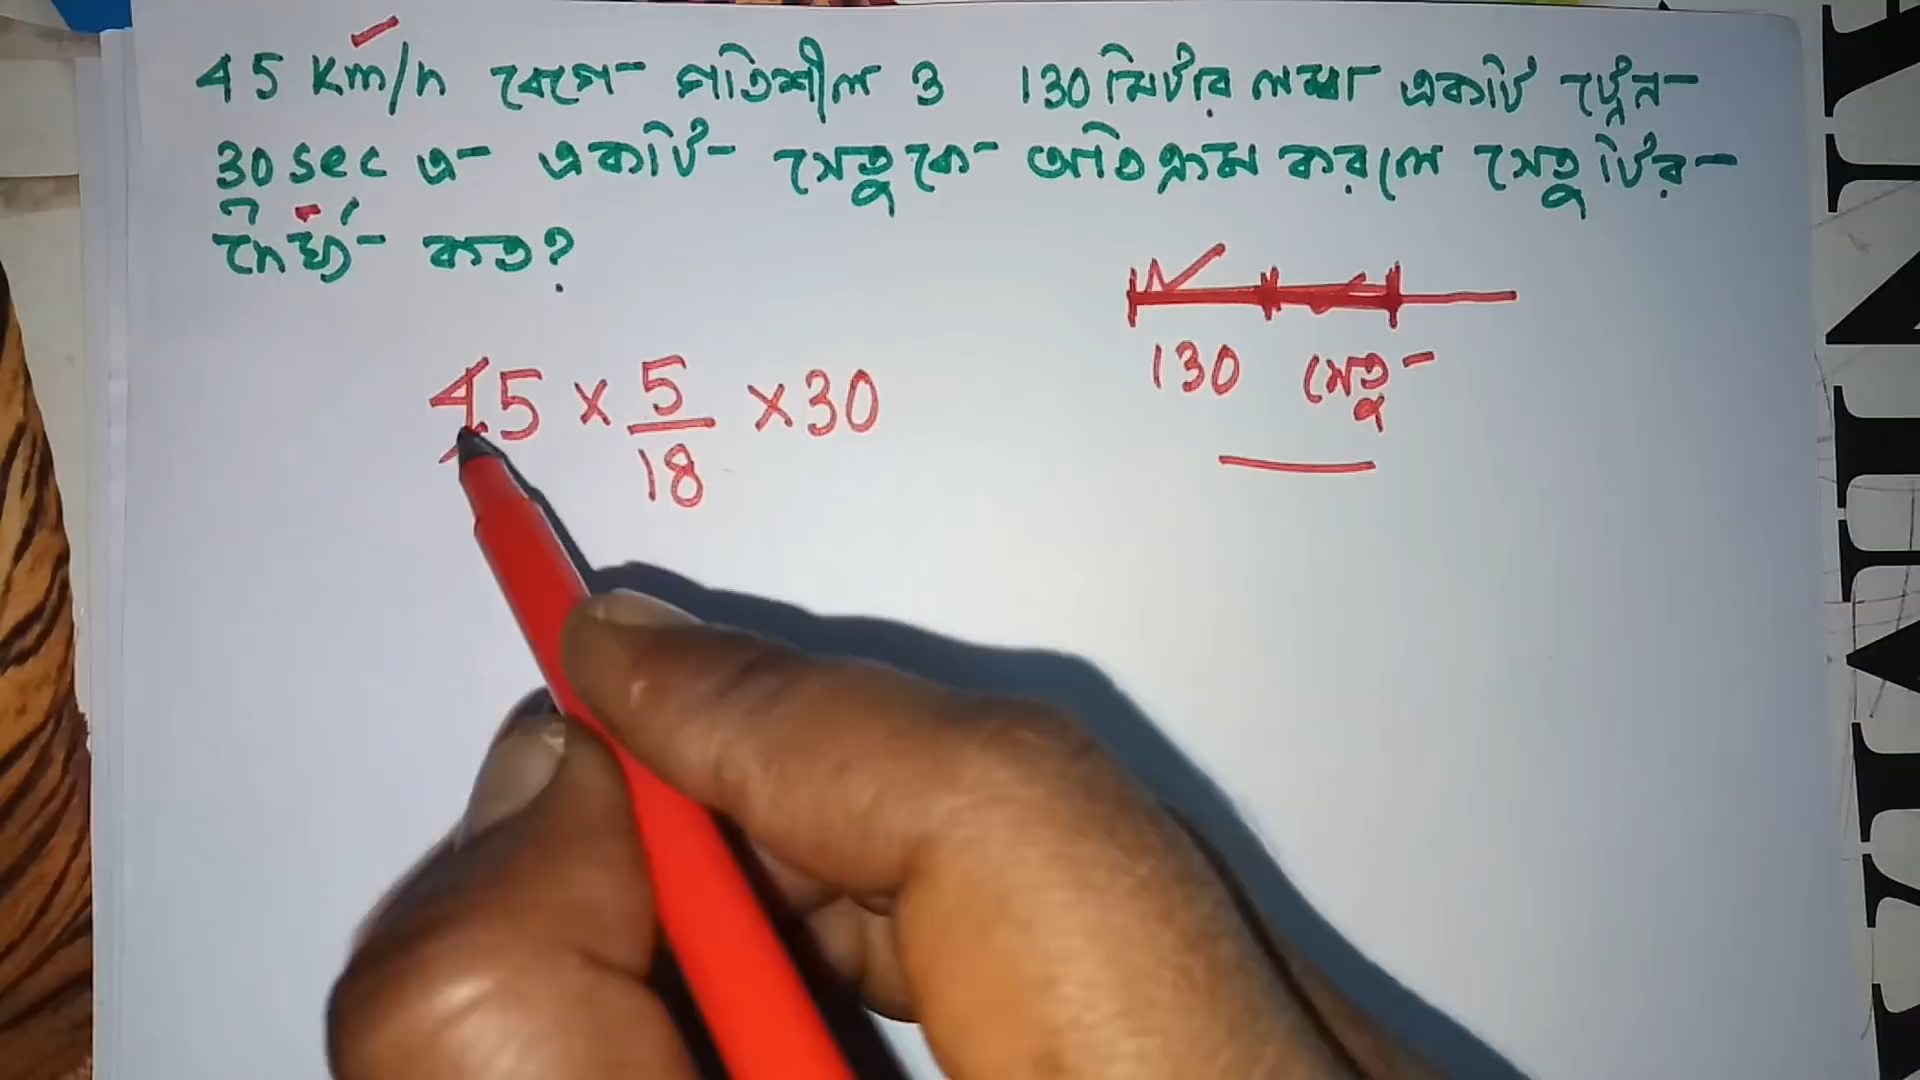 45 Km/h বেগে গতিশীল ও 130 মিটার লম্বা একটি ট্রেন
30 sec এ একটি সেতুকে অতিক্রম করলে সেতুটির
দৈর্ঘ্য কত?
130 সেতু
45 × 5/18 × 30